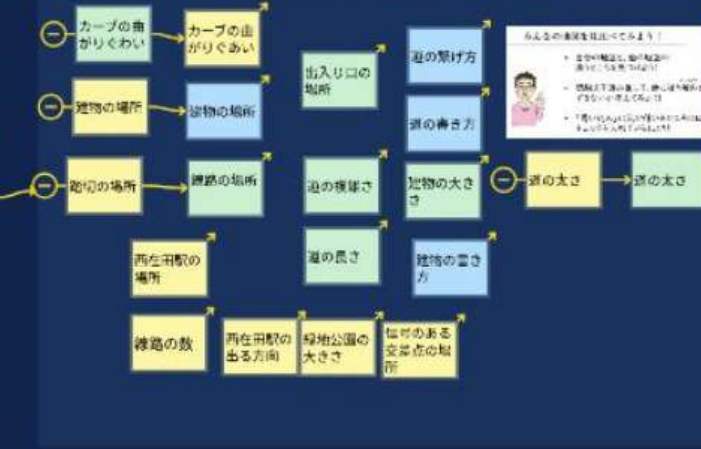 カーブの曲
がりぐわい
カーブの曲
がりぐあい
出入り口の
場所
道の繋げ方
みんなの地図を見比べてみよう！
建物の場所
建物の場所
道の書き方
踏切の場所
線路の場所
道の複雑さ
建物の大き
さ
道の太さ
道の太さ
西在田駅の
場所
道の長さ
建物の書き
方
線路の数
西在田駅の
出る方向
緑地公園の
大きさ
信号のある
交差点の場
所